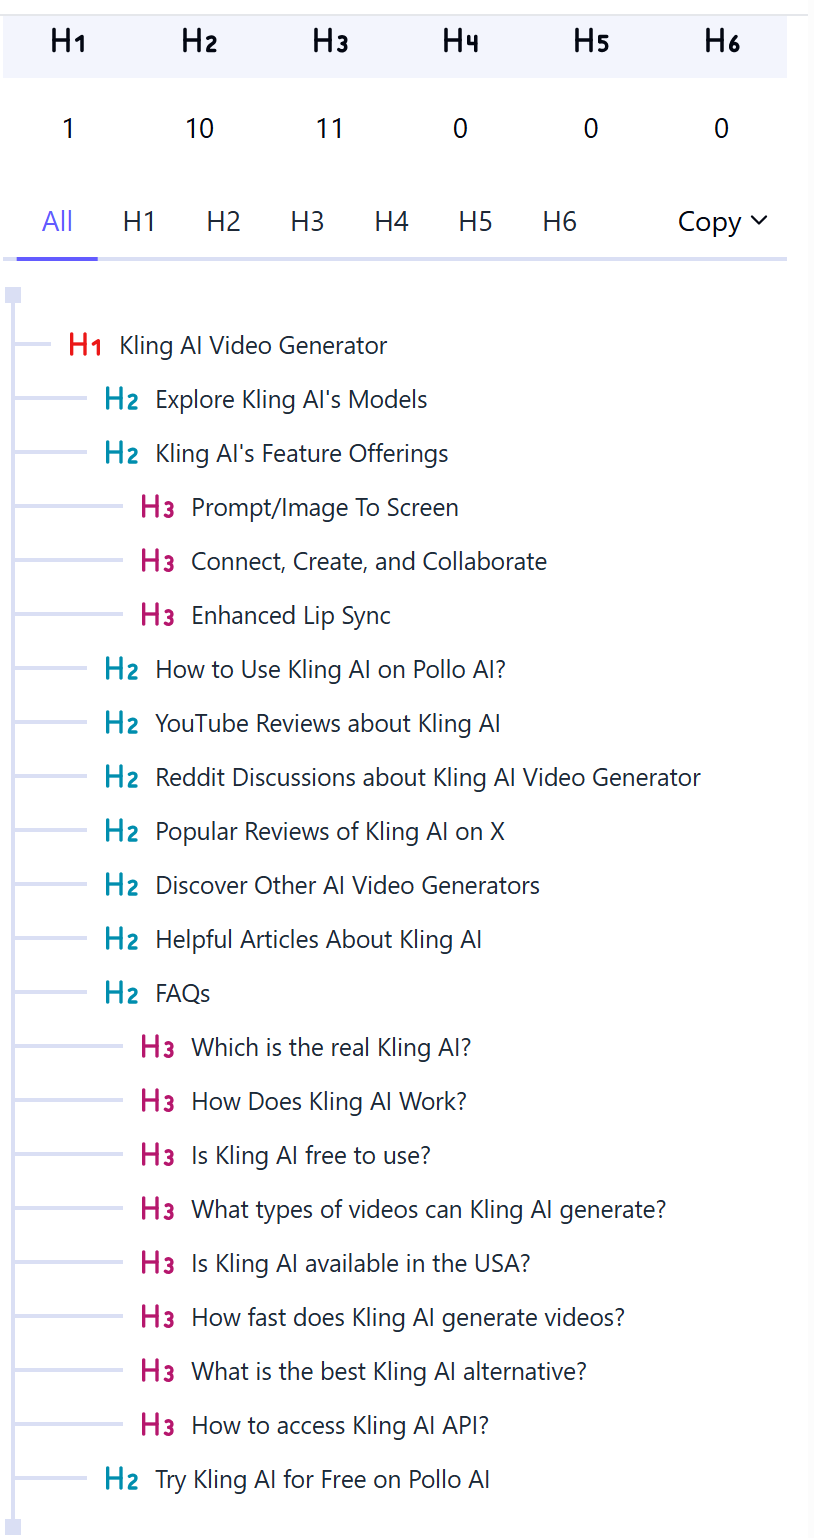 H1 H2 H3 H4 H5 H6
1 10 11 0 0 0
All H1 H2 H3 H4 H5 H6 Copy
H1 Kling AI Video Generator
H2 Explore Kling AI's Models
H2 Kling AI's Feature Offerings
H3 Prompt/Image To Screen
H3 Connect, Create, and Collaborate
H3 Enhanced Lip Sync
H2 How to Use Kling AI on Pollo AI?
H2 YouTube Reviews about Kling AI
H2 Reddit Discussions about Kling AI Video Generator
H2 Popular Reviews of Kling AI on X
H2 Discover Other AI Video Generators
H2 Helpful Articles About Kling AI
H2 FAQs
H3 Which is the real Kling AI?
H3 How Does Kling AI Work?
H3 Is Kling AI free to use?
H3 What types of videos can Kling AI generate?
H3 Is Kling AI available in the USA?
H3 How fast does Kling AI generate videos?
H3 What is the best Kling AI alternative?
H3 How to access Kling AI API?
H2 Try Kling AI for Free on Pollo AI